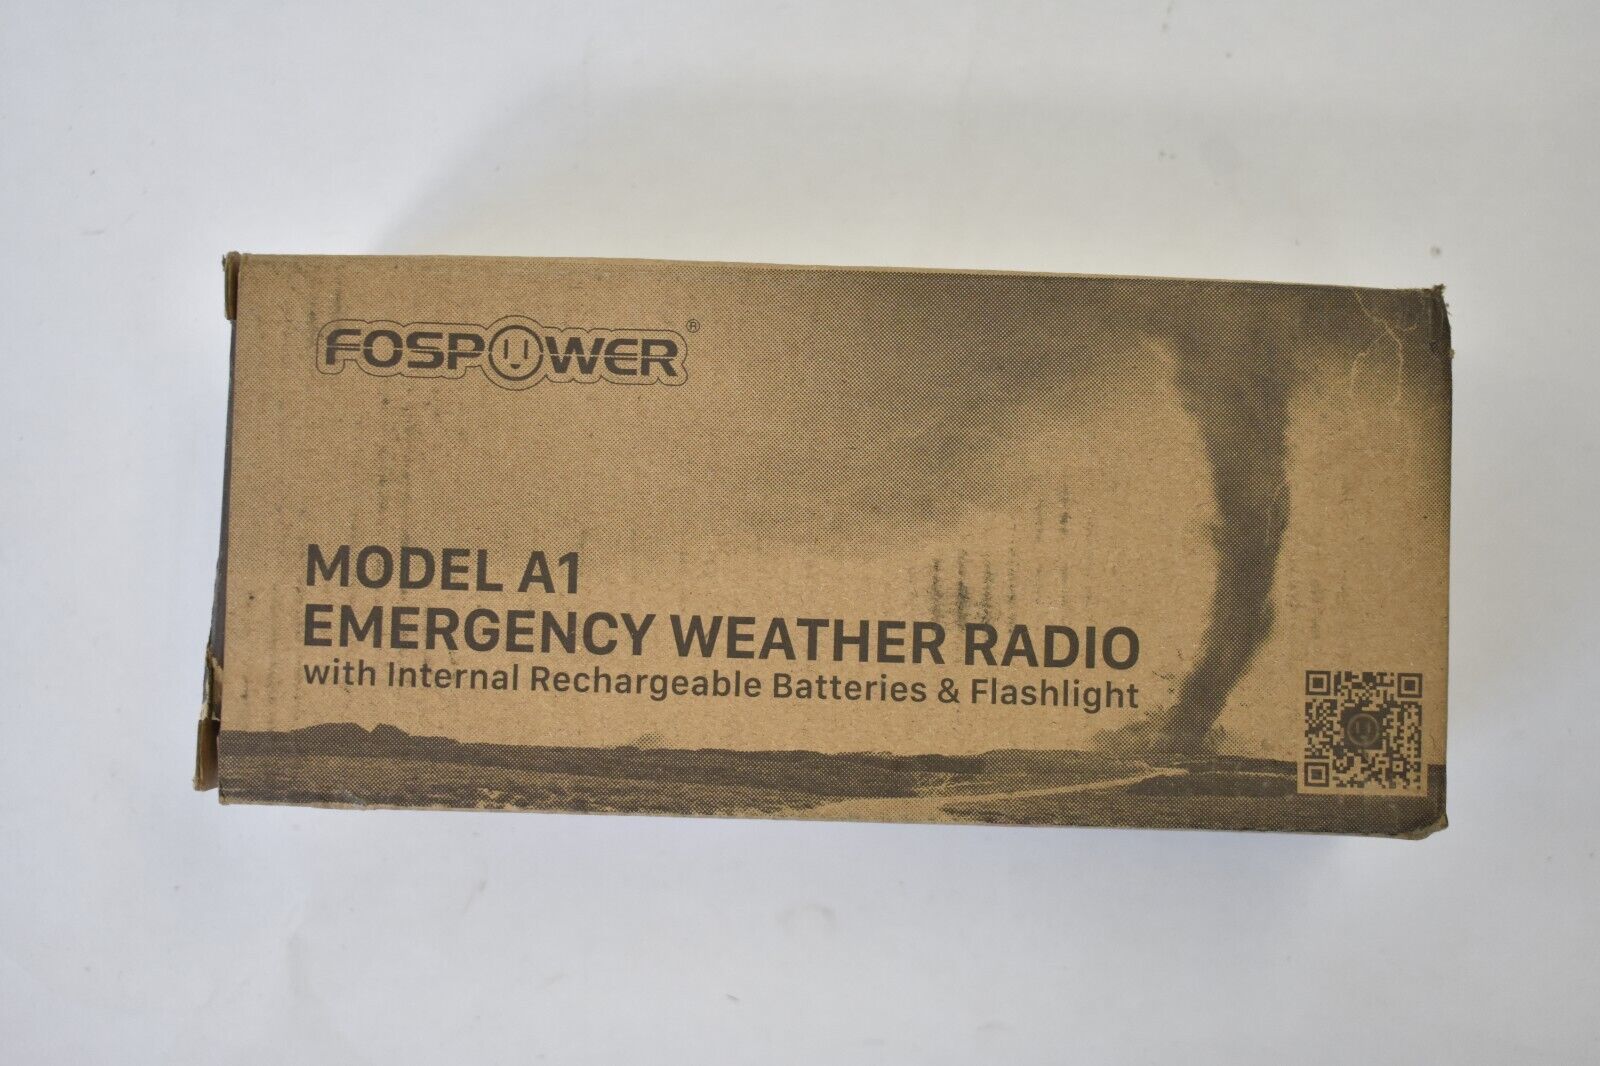 FOSPOWER®
MODEL A1
EMERGENCY WEATHER RADIO
with Internal Rechargeable Batteries & Flashlight